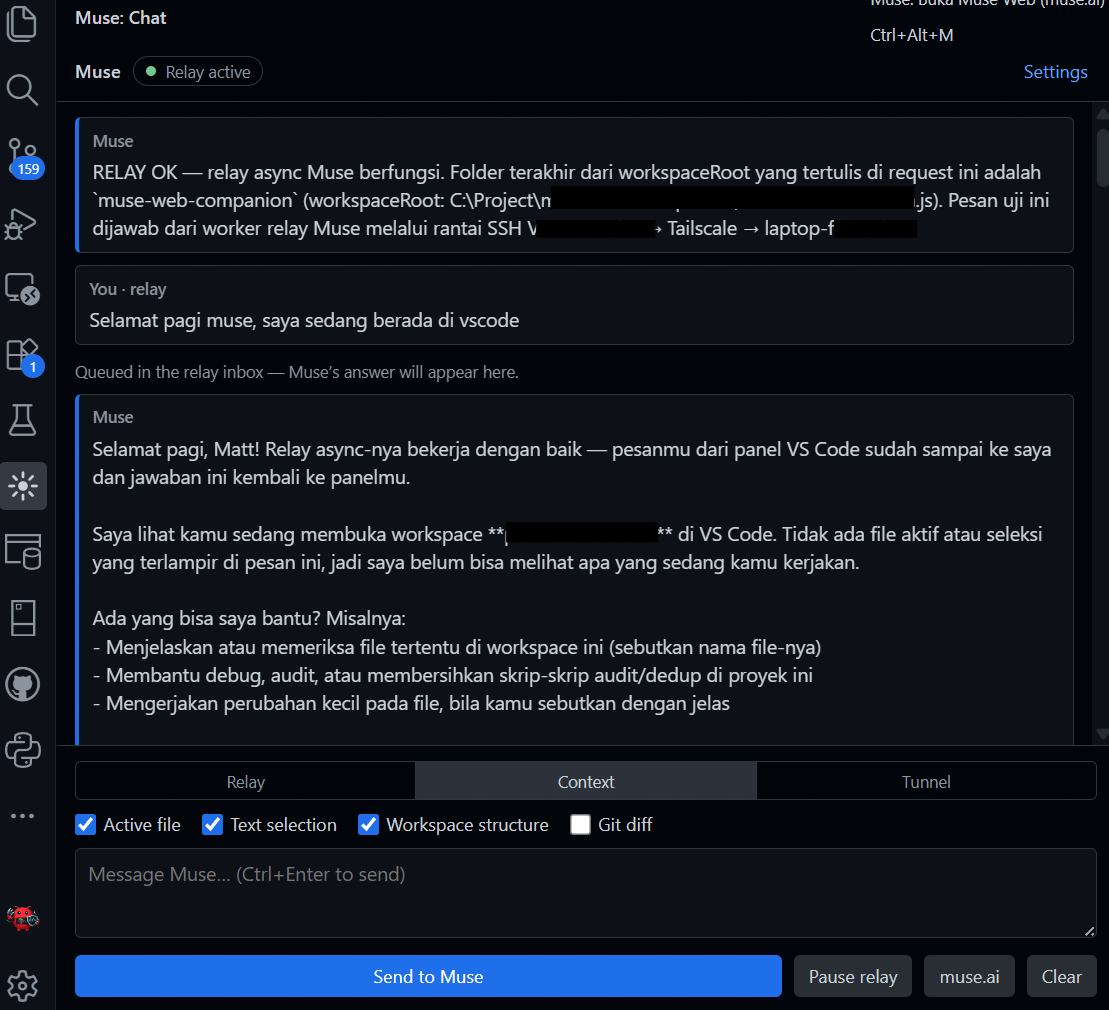 Muse: Chat
Muse: Buka Muse Web (muse.ai)
Ctrl+Alt+M
Muse
Relay active
Settings
Muse
RELAY OK — relay async Muse berfungsi. Folder terakhir dari workspaceRoot yang tertulis di request ini adalah
`muse-web-companion` (workspaceRoot: C:\Project\ .js). Pesan uji ini
dijawab dari worker relay Muse melalui rantai SSH → Tailscale → laptop-f
You · relay
Selamat pagi muse, saya sedang berada di vscode
Queued in the relay inbox — Muse’s answer will appear here.
Muse
Selamat pagi, Matt! Relay async-nya bekerja dengan baik — pesanmu dari panel VS Code sudah sampai ke saya
dan jawaban ini kembali ke panelmu.
Saya lihat kamu sedang membuka workspace ** ** di VS Code. Tidak ada file aktif atau seleksi
yang terlampir di pesan ini, jadi saya belum bisa melihat apa yang sedang kamu kerjakan.
Ada yang bisa saya bantu? Misalnya:
- Menjelaskan atau memeriksa file tertentu di workspace ini (sebutkan nama file-nya)
- Membantu debug, audit, atau membersihkan skrip-skrip audit/dedup di proyek ini
- Mengerjakan perubahan kecil pada file, bila kamu sebutkan dengan jelas
159
1
Relay
Context
Tunnel
Active file
Text selection
Workspace structure
Git diff
Message Muse... (Ctrl+Enter to send)
Send to Muse
Pause relay
muse.ai
Clear